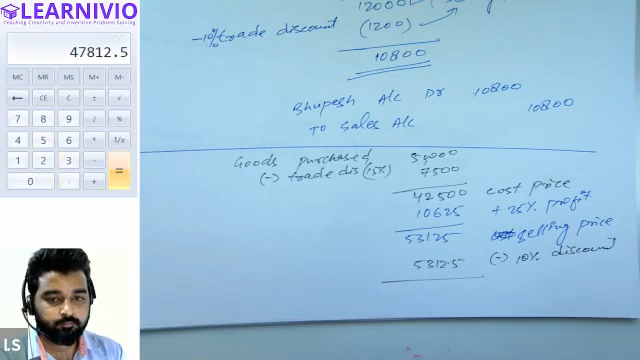 LEARNIVIO
Teaching Creativity and Inventive Problem Solving
47812.5
MC MR MS M+ M-
← CE C ± √
7 8 9 / %
4 5 6 * 1/x
1 2 3 - =
0 . +
12000
-10% trade discount (1200)
10800
Bhupesh A/c Dr 10800
To Sales A/c 10800
Goods purchased 50000
(-) trade dis (15%) 7500
42500 cost price
10625 + 25% profit
53125 selling price
5312.5 (-) 10% discount
LS